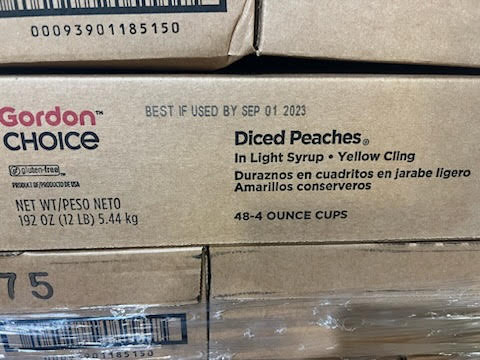 00093901185150
Gordon™
CHOICE
BEST IF USED BY SEP 01 2023
gluten-free
PRODUCT OF/PRODUCTO DE USA
NET WT/PESO NETO
192 OZ (12 LB) 5.44 kg
Diced Peaches®
In Light Syrup • Yellow Cling
Duraznos en cuadritos en jarabe ligero
Amarillos conserveros
48-4 OUNCE CUPS
75
00093901185150